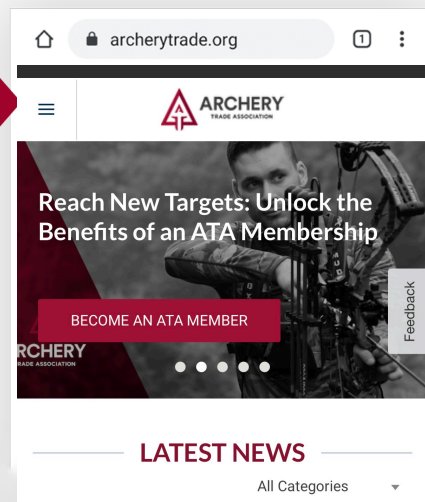 archerytrade.org
1
ARCHERY
TRADE ASSOCIATION
Reach New Targets: Unlock the
Benefits of an ATA Membership
BECOME AN ATA MEMBER
Feedback
RCHERY
RADE ASSOCIATION
LATEST NEWS
All Categories